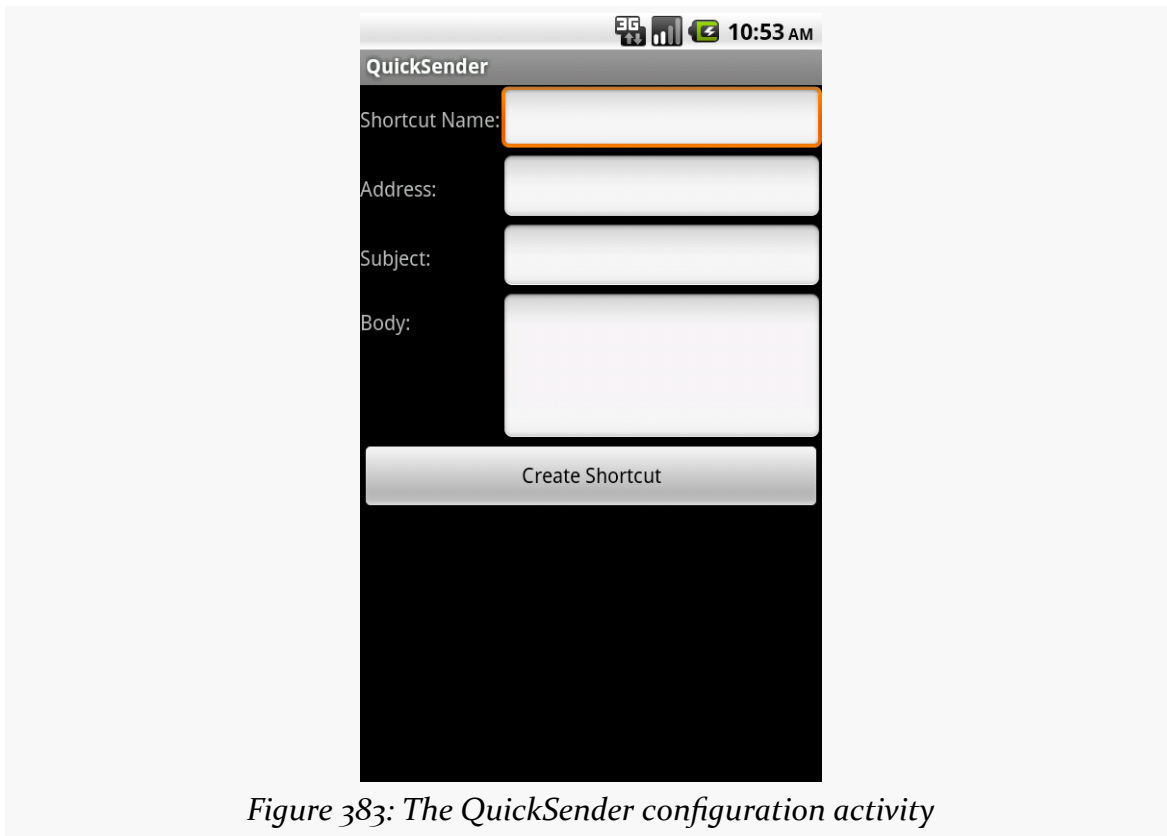 3G 10:53 AM
QuickSender
Shortcut Name:
Address:
Subject:
Body:
Create Shortcut
Figure 383: The QuickSender configuration activity